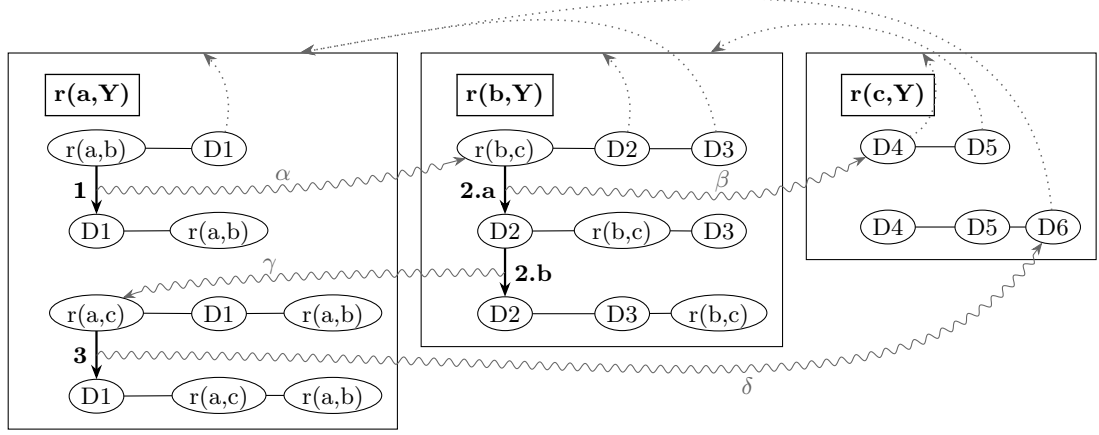 r(a,Y) r(b,Y) r(c,Y)
r(a,b) D1 r(b,c) D2 D3 D4 D5
α β
1 2.a
D1 r(a,b) D2 r(b,c) D3 D4 D5 D6
γ 2.b
r(a,c) D1 r(a,b) D2 D3 r(b,c)
3
δ
D1 r(a,c) r(a,b)